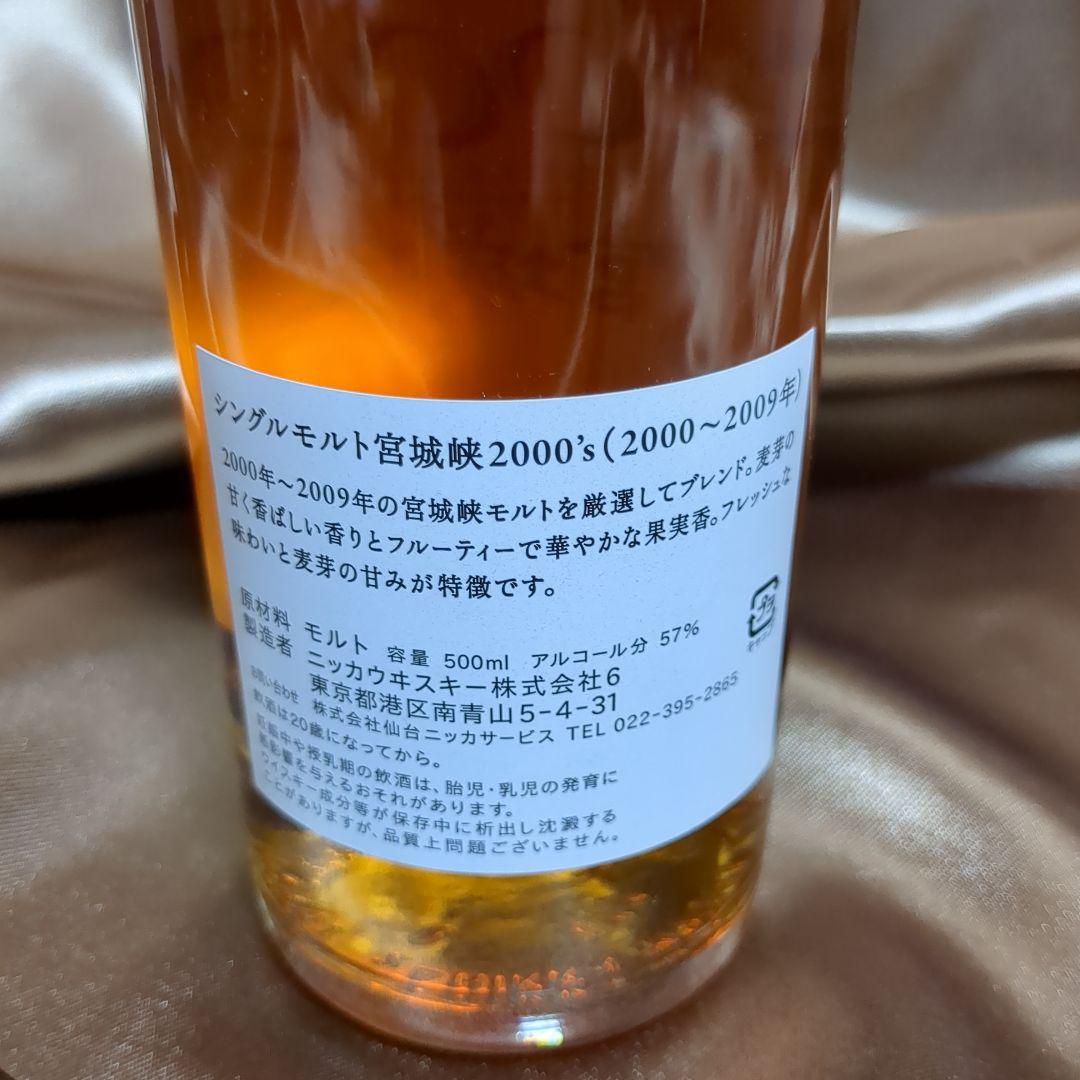 シングルモルト宮城峡2000’s(2000〜2009年)
2000年〜2009年の宮城峡モルトを厳選してブレンド。麦芽の
甘く香ばしい香りとフルーティーで華やかな果実香。フレッシュな
味わいと麦芽の甘みが特徴です。
原材料 モルト 容量 500ml アルコール分 57%
製造者 ニッカウヰスキー株式会社6
東京都港区南青山5-4-31
お問い合わせ 株式会社仙台ニッカサービス TEL 022-395-2865
飲酒は20歳になってから。
妊娠中や授乳期の飲酒は、胎児・乳児の発育に
悪影響を与えるおそれがあります。
ウイスキー成分等が保存中に析出し沈澱する
ことがありますが、品質上問題ございません。
プラ